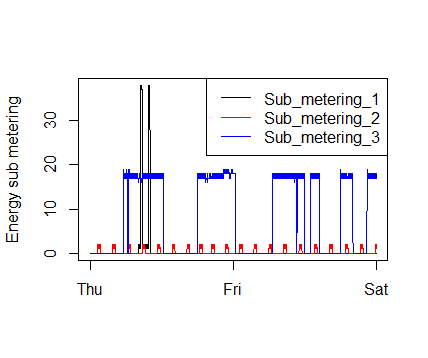 Energy sub metering
30
20
10
0
Sub_metering_1
Sub_metering_2
Sub_metering_3
Thu
Fri
Sat